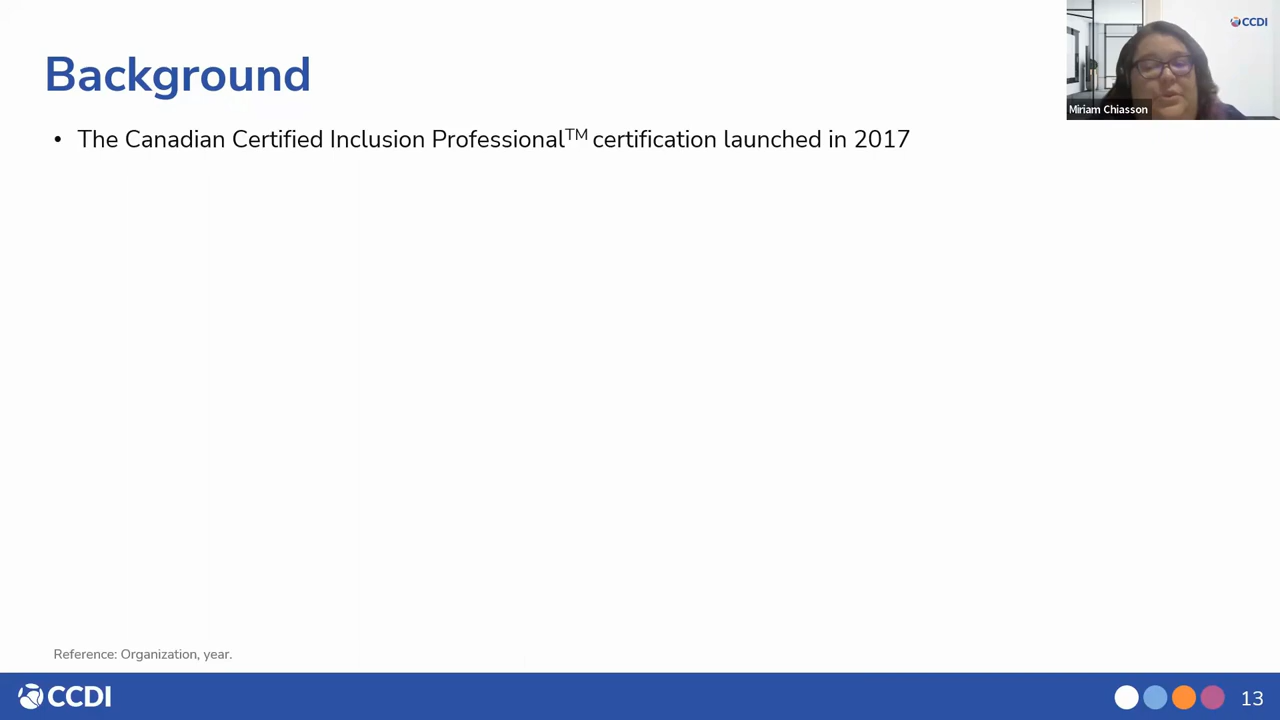 Background
• The Canadian Certified Inclusion Professional™ certification launched in 2017
CCDI
Miriam Chiasson
Reference: Organization, year.
CCDI
13